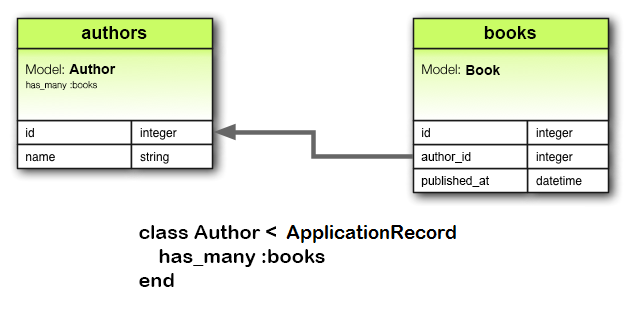 authors
Model: Author
has_many :books
id integer
name string
books
Model: Book
id integer
author_id integer
published_at datetime
class Author < ApplicationRecord
has_many :books
end